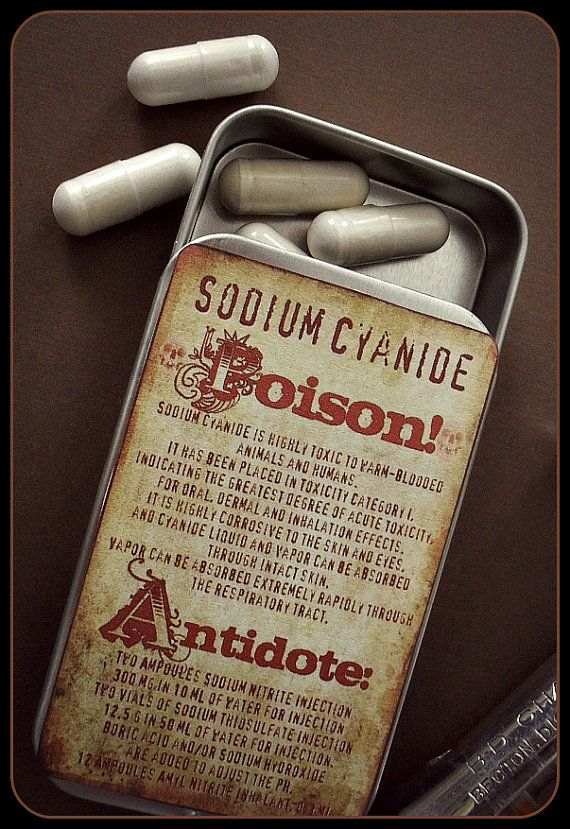 SODIUM CYANIDE
Poison!
SODIUM CYANIDE IS HIGHLY TOXIC TO WARM-BLOODED
ANIMALS AND HUMANS.
IT HAS BEEN PLACED IN TOXICITY CATEGORY I,
INDICATING THE GREATEST DEGREE OF ACUTE TOXICITY,
FOR ORAL, DERMAL AND INHALATION EFFECTS.
IT IS HIGHLY CORROSIVE TO THE SKIN AND EYES,
AND CYANIDE LIQUID AND VAPOR CAN BE ABSORBED
THROUGH INTACT SKIN.
VAPOR CAN BE ABSORBED EXTREMELY RAPIDLY THROUGH
THE RESPIRATORY TRACT.
Antidote:
TWO AMPOULES SODIUM NITRITE INJECTION
300 MG IN 10 ML OF WATER FOR INJECTION
TWO VIALS OF SODIUM THIOSULFATE INJECTION
12.5 G IN 50 ML OF WATER FOR INJECTION.
BORIC ACID AND/OR SODIUM HYDROXIDE
ARE ADDED TO ADJUST THE PH.
12 AMPOULES AMYL NITRITE INHALANT, 0.3 ML
B-D
BECTON, DI